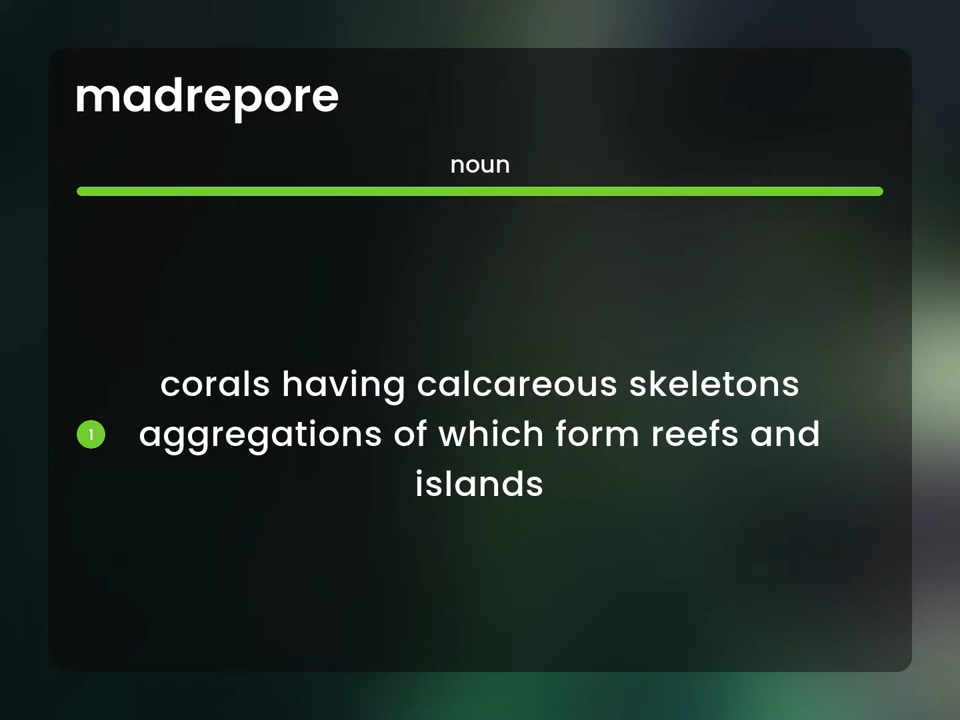 madrepore
noun
corals having calcareous skeletons
1 aggregations of which form reefs and
islands